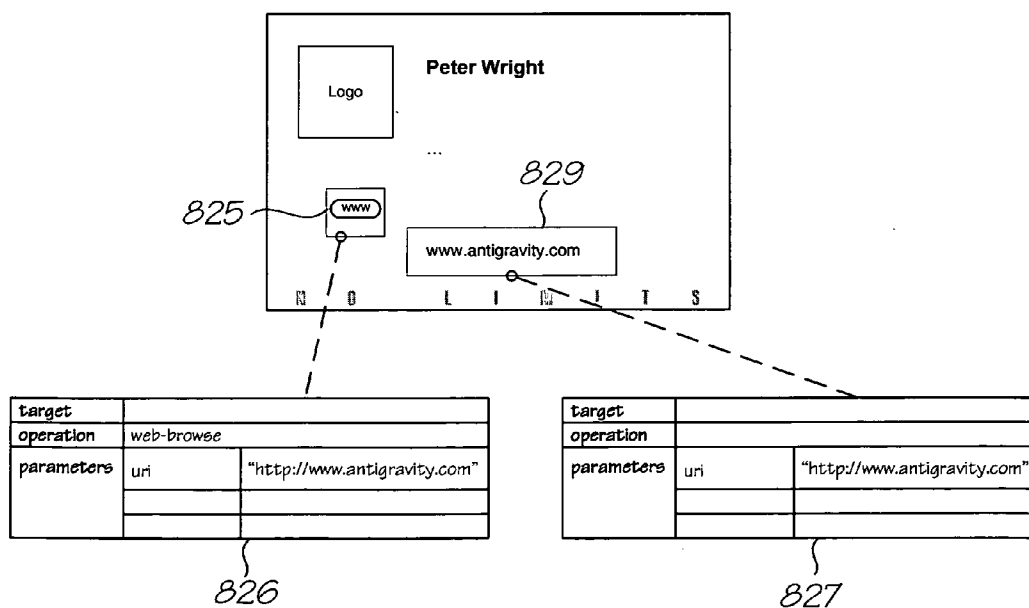 Peter Wright
Logo
...
829
825
www
www.antigravity.com
N O L I M I T S
target
operation web-browse
parameters uri "http://www.antigravity.com"
826
target
operation
parameters uri "http://www.antigravity.com"
827